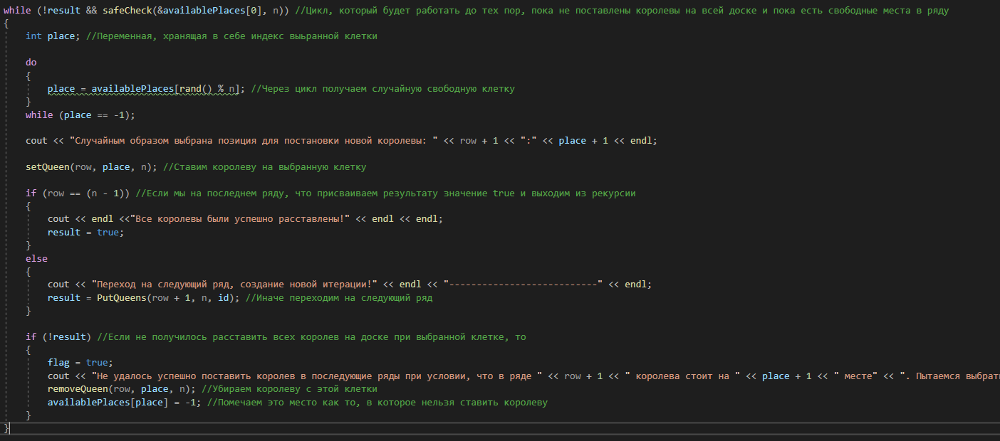 while (!result && safeCheck(&availablePlaces[0], n)) //Цикл, который будет работать до тех пор, пока не поставлены королевы на всей доске и пока есть свободные места в ряду
{
int place; //Переменная, хранящая в себе индекс выьранной клетки
do
{
place = availablePlaces[rand() % n]; //Через цикл получаем случайную свободную клетку
}
while (place == -1);
cout << "Случайным образом выбрана позиция для постановки новой королевы: " << row + 1 << ":" << place + 1 << endl;
setQueen(row, place, n); //Ставим королеву на выбранную клетку
if (row == (n - 1)) //Если мы на последнем ряду, что присваиваем результату значение true и выходим из рекурсии
{
cout << endl <<"Все королевы были успешно расставлены!" << endl << endl;
result = true;
}
else
{
cout << "Переход на следующий ряд, создание новой итерации!" << endl << "---------------------------" << endl;
result = PutQueens(row + 1, n, id); //Иначе переходим на следующий ряд
}
if (!result) //Если не получилось расставить всех королев на доске при выбранной клетке, то
{
flag = true;
cout << "Не удалось успешно поставить королев в последующие ряды при условии, что в ряде " << row + 1 << " королева стоит на " << place + 1 << " месте" << ". Пытаемся выбрат
removeQueen(row, place, n); //Убираем королеву с этой клетки
availablePlaces[place] = -1; //Помечаем это место как то, в которое нельзя ставить королеву
}
}